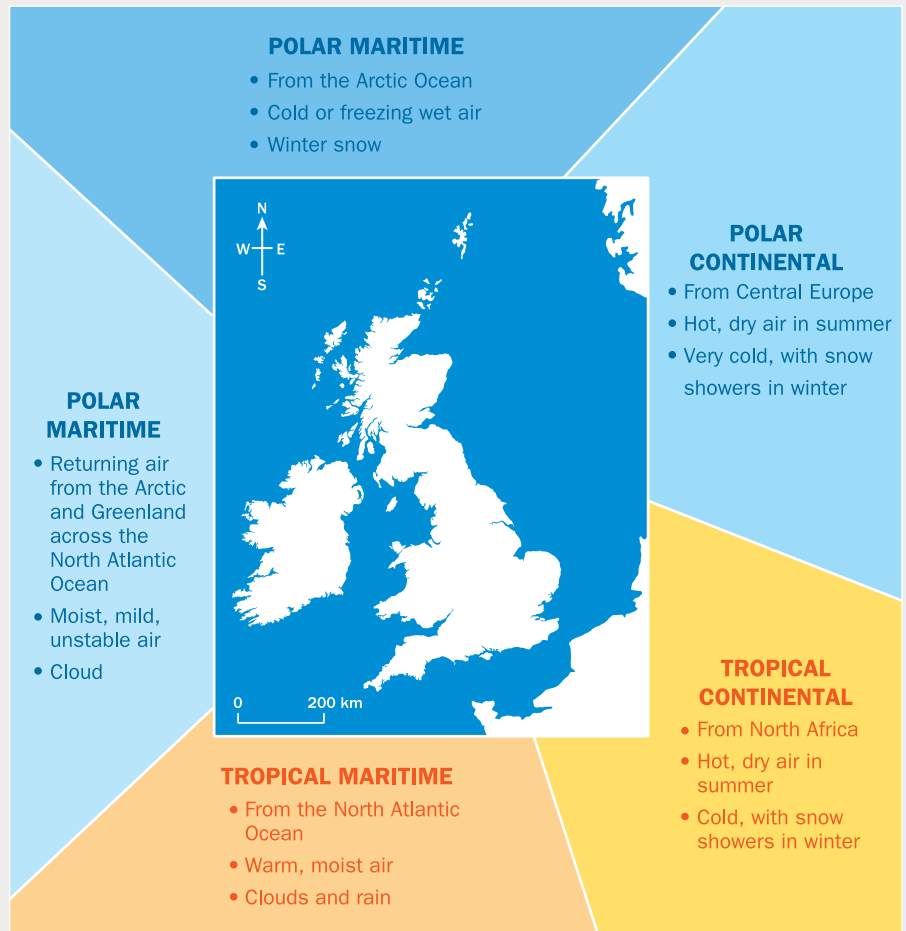 POLAR MARITIME
• From the Arctic Ocean
• Cold or freezing wet air
• Winter snow
N
W E
S
POLAR
CONTINENTAL
• From Central Europe
• Hot, dry air in summer
• Very cold, with snow
showers in winter
POLAR
MARITIME
• Returning air
from the Arctic
and Greenland
across the
North Atlantic
Ocean
• Moist, mild,
unstable air
• Cloud
0 200 km
TROPICAL
CONTINENTAL
• From North Africa
• Hot, dry air in
summer
• Cold, with snow
showers in winter
TROPICAL MARITIME
• From the North Atlantic
Ocean
• Warm, moist air
• Clouds and rain